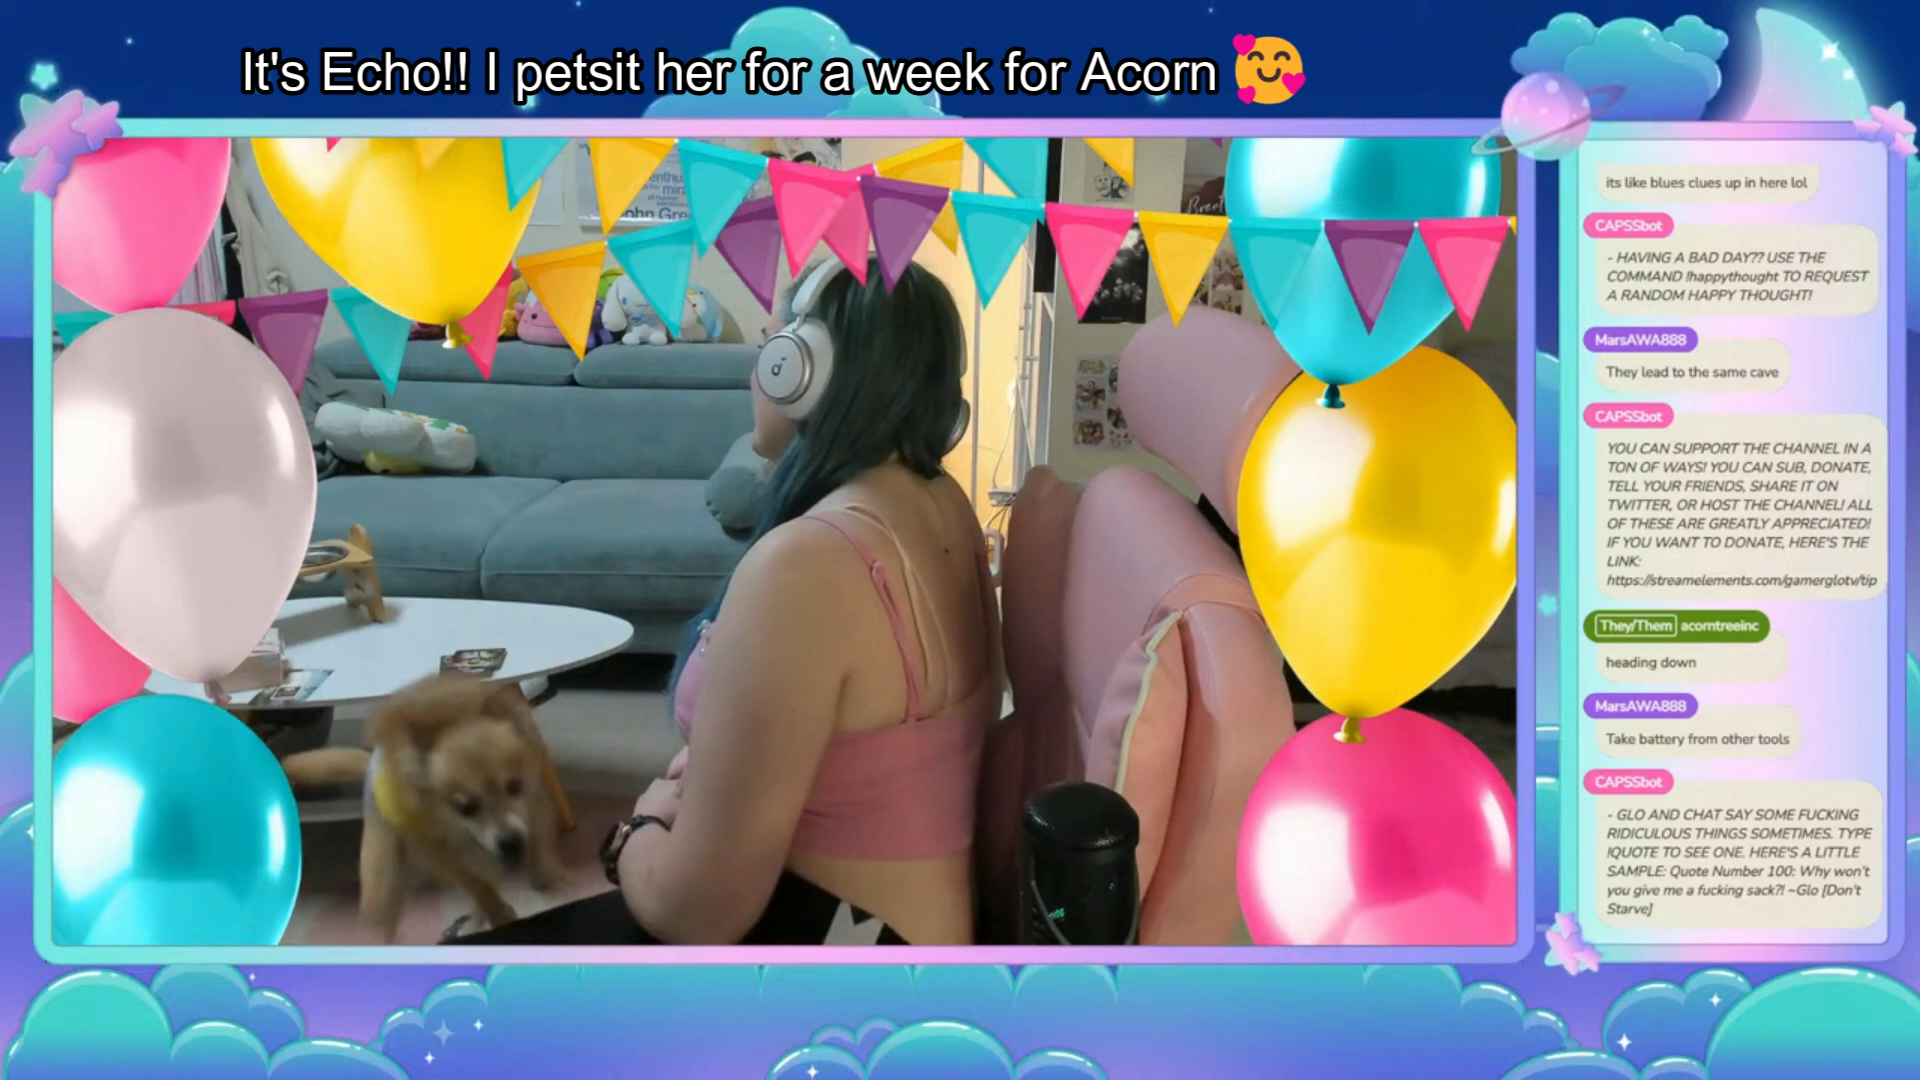 It's Echo!! I petsit her for a week for Acorn 🥰
enthu
mira
John Gre
Brent
its like blues clues up in here lol
CAPSSbot
- HAVING A BAD DAY?? USE THE
COMMAND !happythought TO REQUEST
A RANDOM HAPPY THOUGHT!
MarsAWA888
They lead to the same cave
CAPSSbot
YOU CAN SUPPORT THE CHANNEL IN A
TON OF WAYS! YOU CAN SUB, DONATE,
TELL YOUR FRIENDS, SHARE IT ON
TWITTER, OR HOST THE CHANNEL! ALL
OF THESE ARE GREATLY APPRECIATED!
IF YOU WANT TO DONATE, HERE'S THE
LINK:
https://streamelements.com/gamerglotv/tip
They/Them acorntreeinc
heading down
MarsAWA888
Take battery from other tools
CAPSSbot
- GLO AND CHAT SAY SOME FUCKING
RIDICULOUS THINGS SOMETIMES. TYPE
!QUOTE TO SEE ONE. HERE'S A LITTLE
SAMPLE: Quote Number 100: Why won't
you give me a fucking sack?! ~Glo [Don't
Starve]